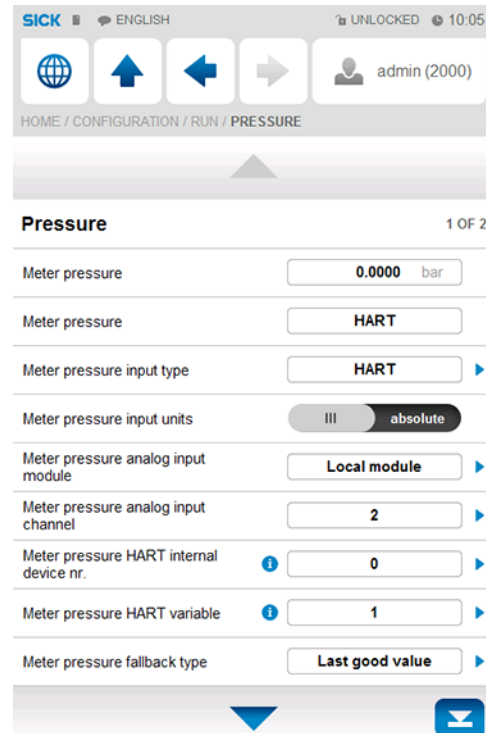 SICK ENGLISH UNLOCKED 10:05
admin (2000)
HOME / CONFIGURATION / RUN / PRESSURE
Pressure 1 OF 2
Meter pressure 0.0000 bar
Meter pressure HART
Meter pressure input type HART
Meter pressure input units absolute
Meter pressure analog input
module Local module
Meter pressure analog input
channel 2
Meter pressure HART internal
device nr. 0
Meter pressure HART variable 1
Meter pressure fallback type Last good value